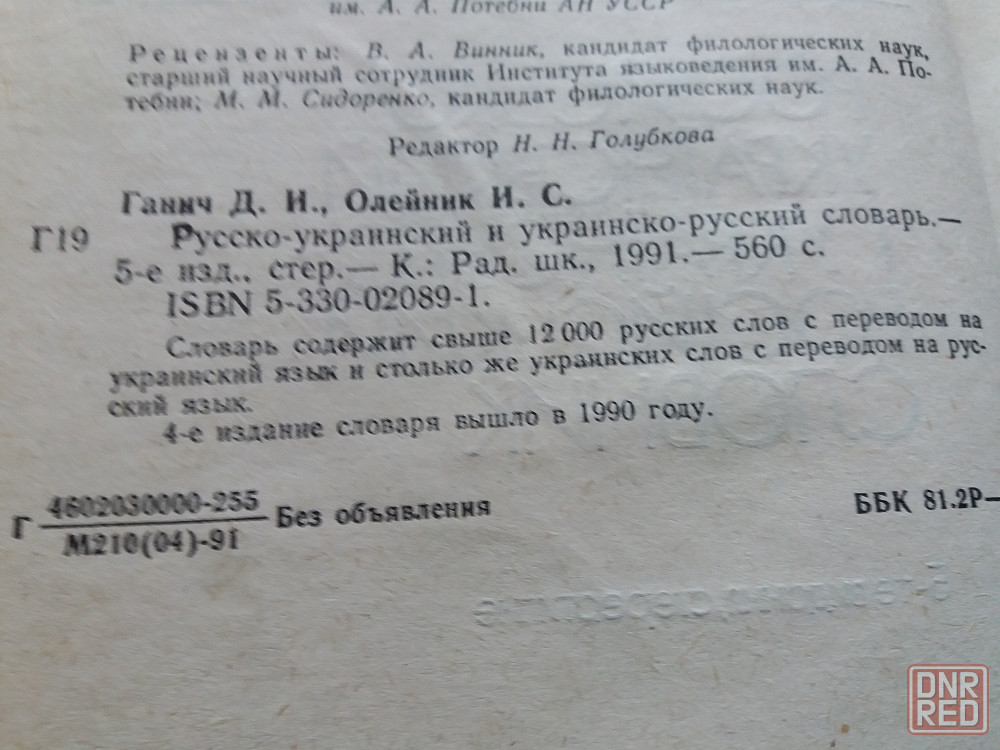 им. А. А. Потебни АН УССР
Рецензенты: В. А. Винник, кандидат филологических наук,
старший научный сотрудник Института языковедения им. А. А. По-
тебни; М. М. Сидоренко, кандидат филологических наук.
Редактор Н. Н. Голубкова
Ганич Д. И., Олейник И. С.
Г19 Русско-украинский и украинско-русский словарь.—
5-е изд., стер.— К.: Рад. шк., 1991.— 560 с.
ISBN 5-330-02089-1.
Словарь содержит свыше 12 000 русских слов с переводом на
украинский язык и столько же украинских слов с переводом на рус-
ский язык.
4-е издание словаря вышло в 1990 году.
Г 4602030000-255
М210(04)-91
Без объявления
ББК 81.2Р—
DNR
RED